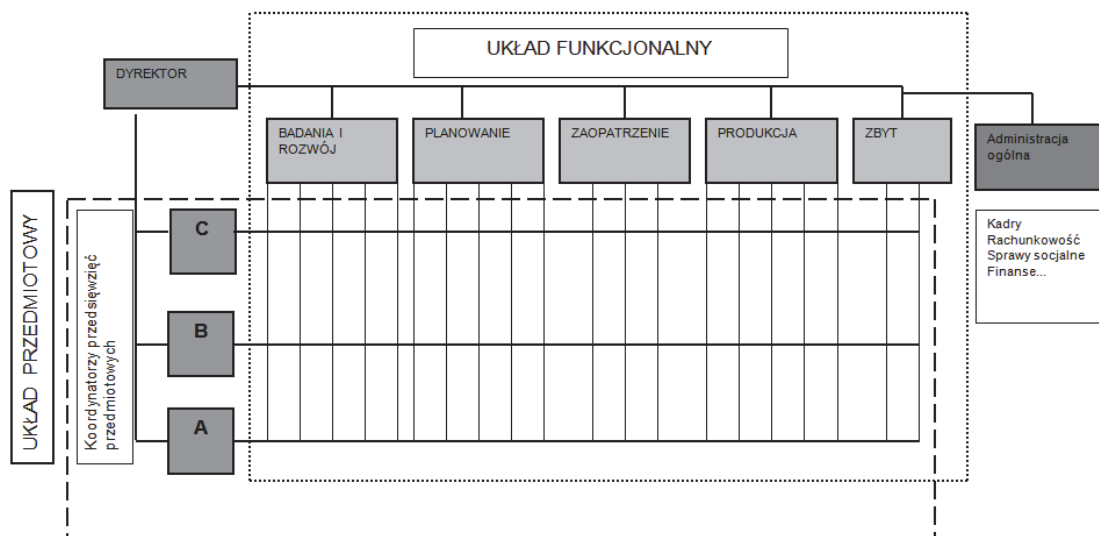 UKŁAD FUNKCJONALNY
DYREKTOR
BADANIA I
ROZWÓJ
PLANOWANIE
ZAOPATRZENIE
PRODUKCJA
ZBYT
Administracja
ogólna
UKŁAD PRZEDMIOTOWY
Koordynatorzy przedsięwzięć
przedmiotowych
C
B
A
Kadry
Rachunkowość
Sprawy socjalne
Finanse...